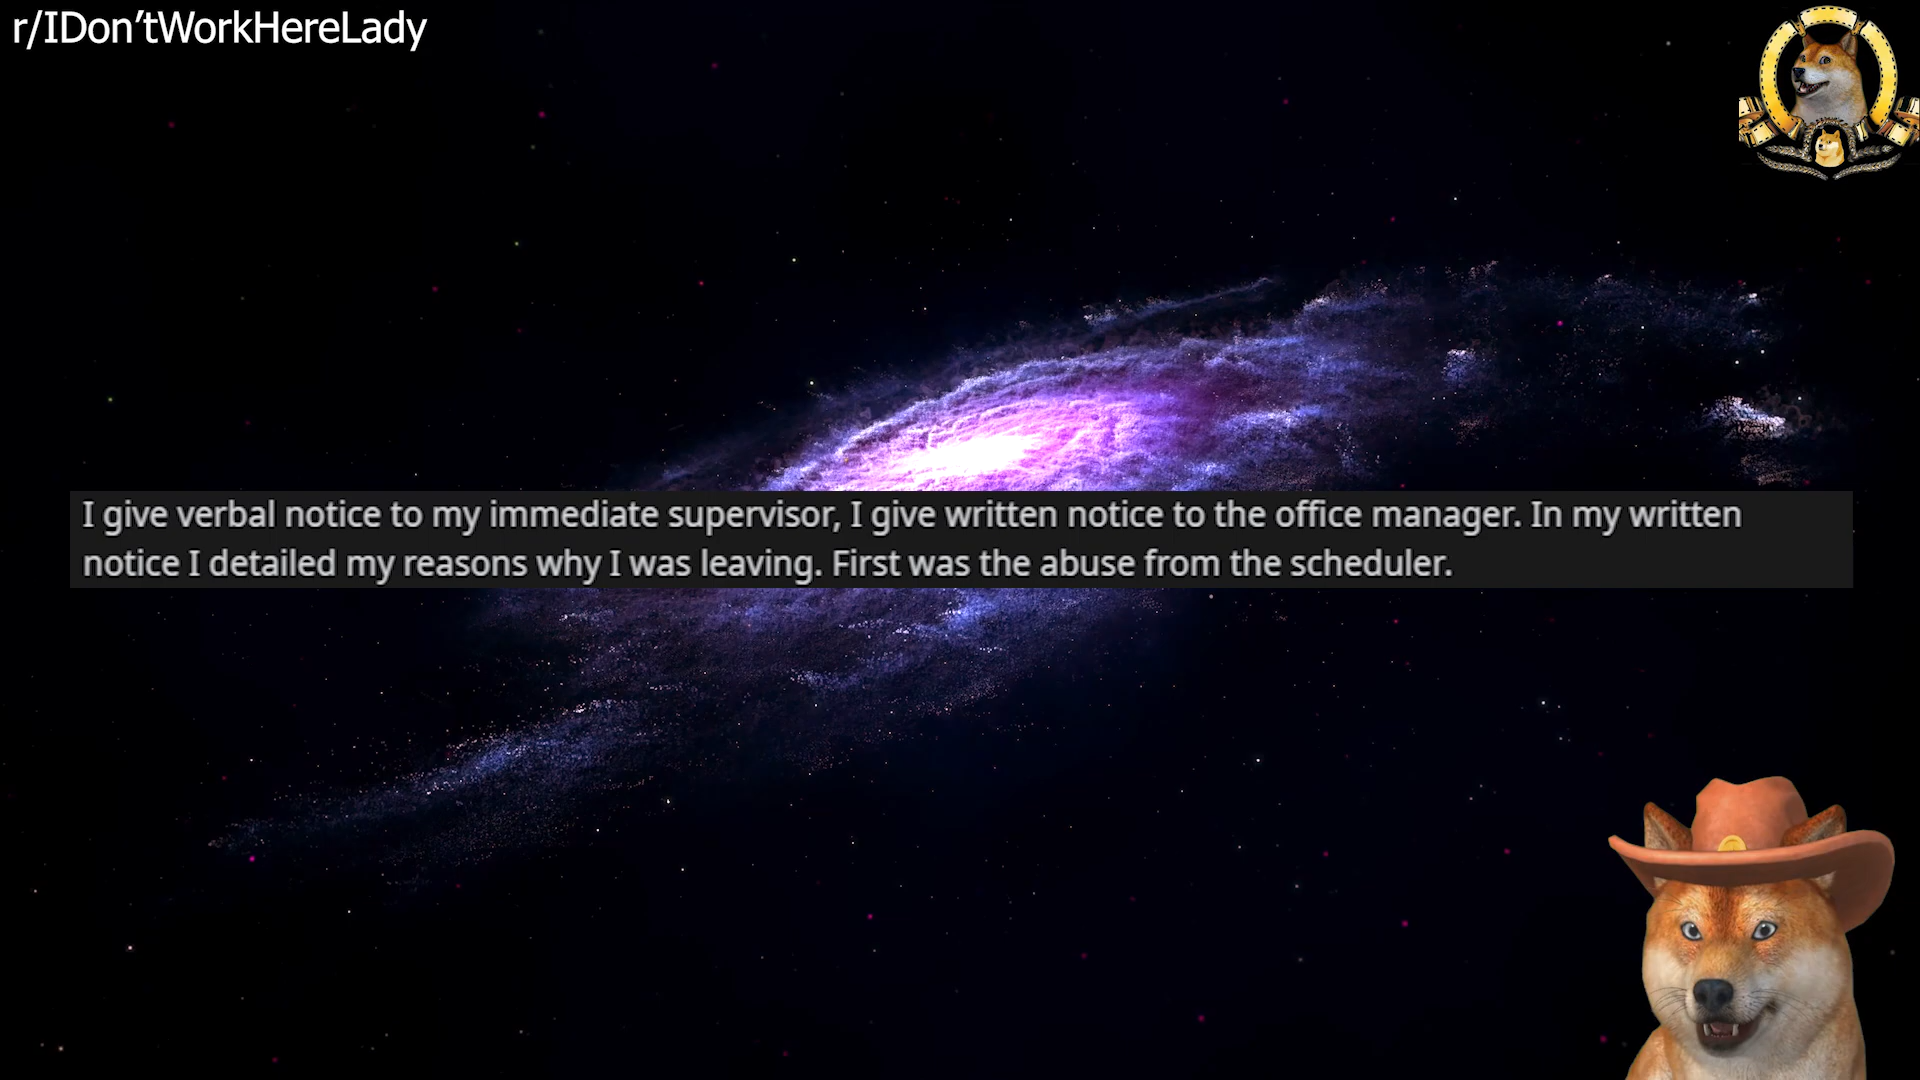 r/IDon'tWorkHereLady
I give verbal notice to my immediate supervisor, I give written notice to the office manager. In my written
notice I detailed my reasons why I was leaving. First was the abuse from the scheduler.